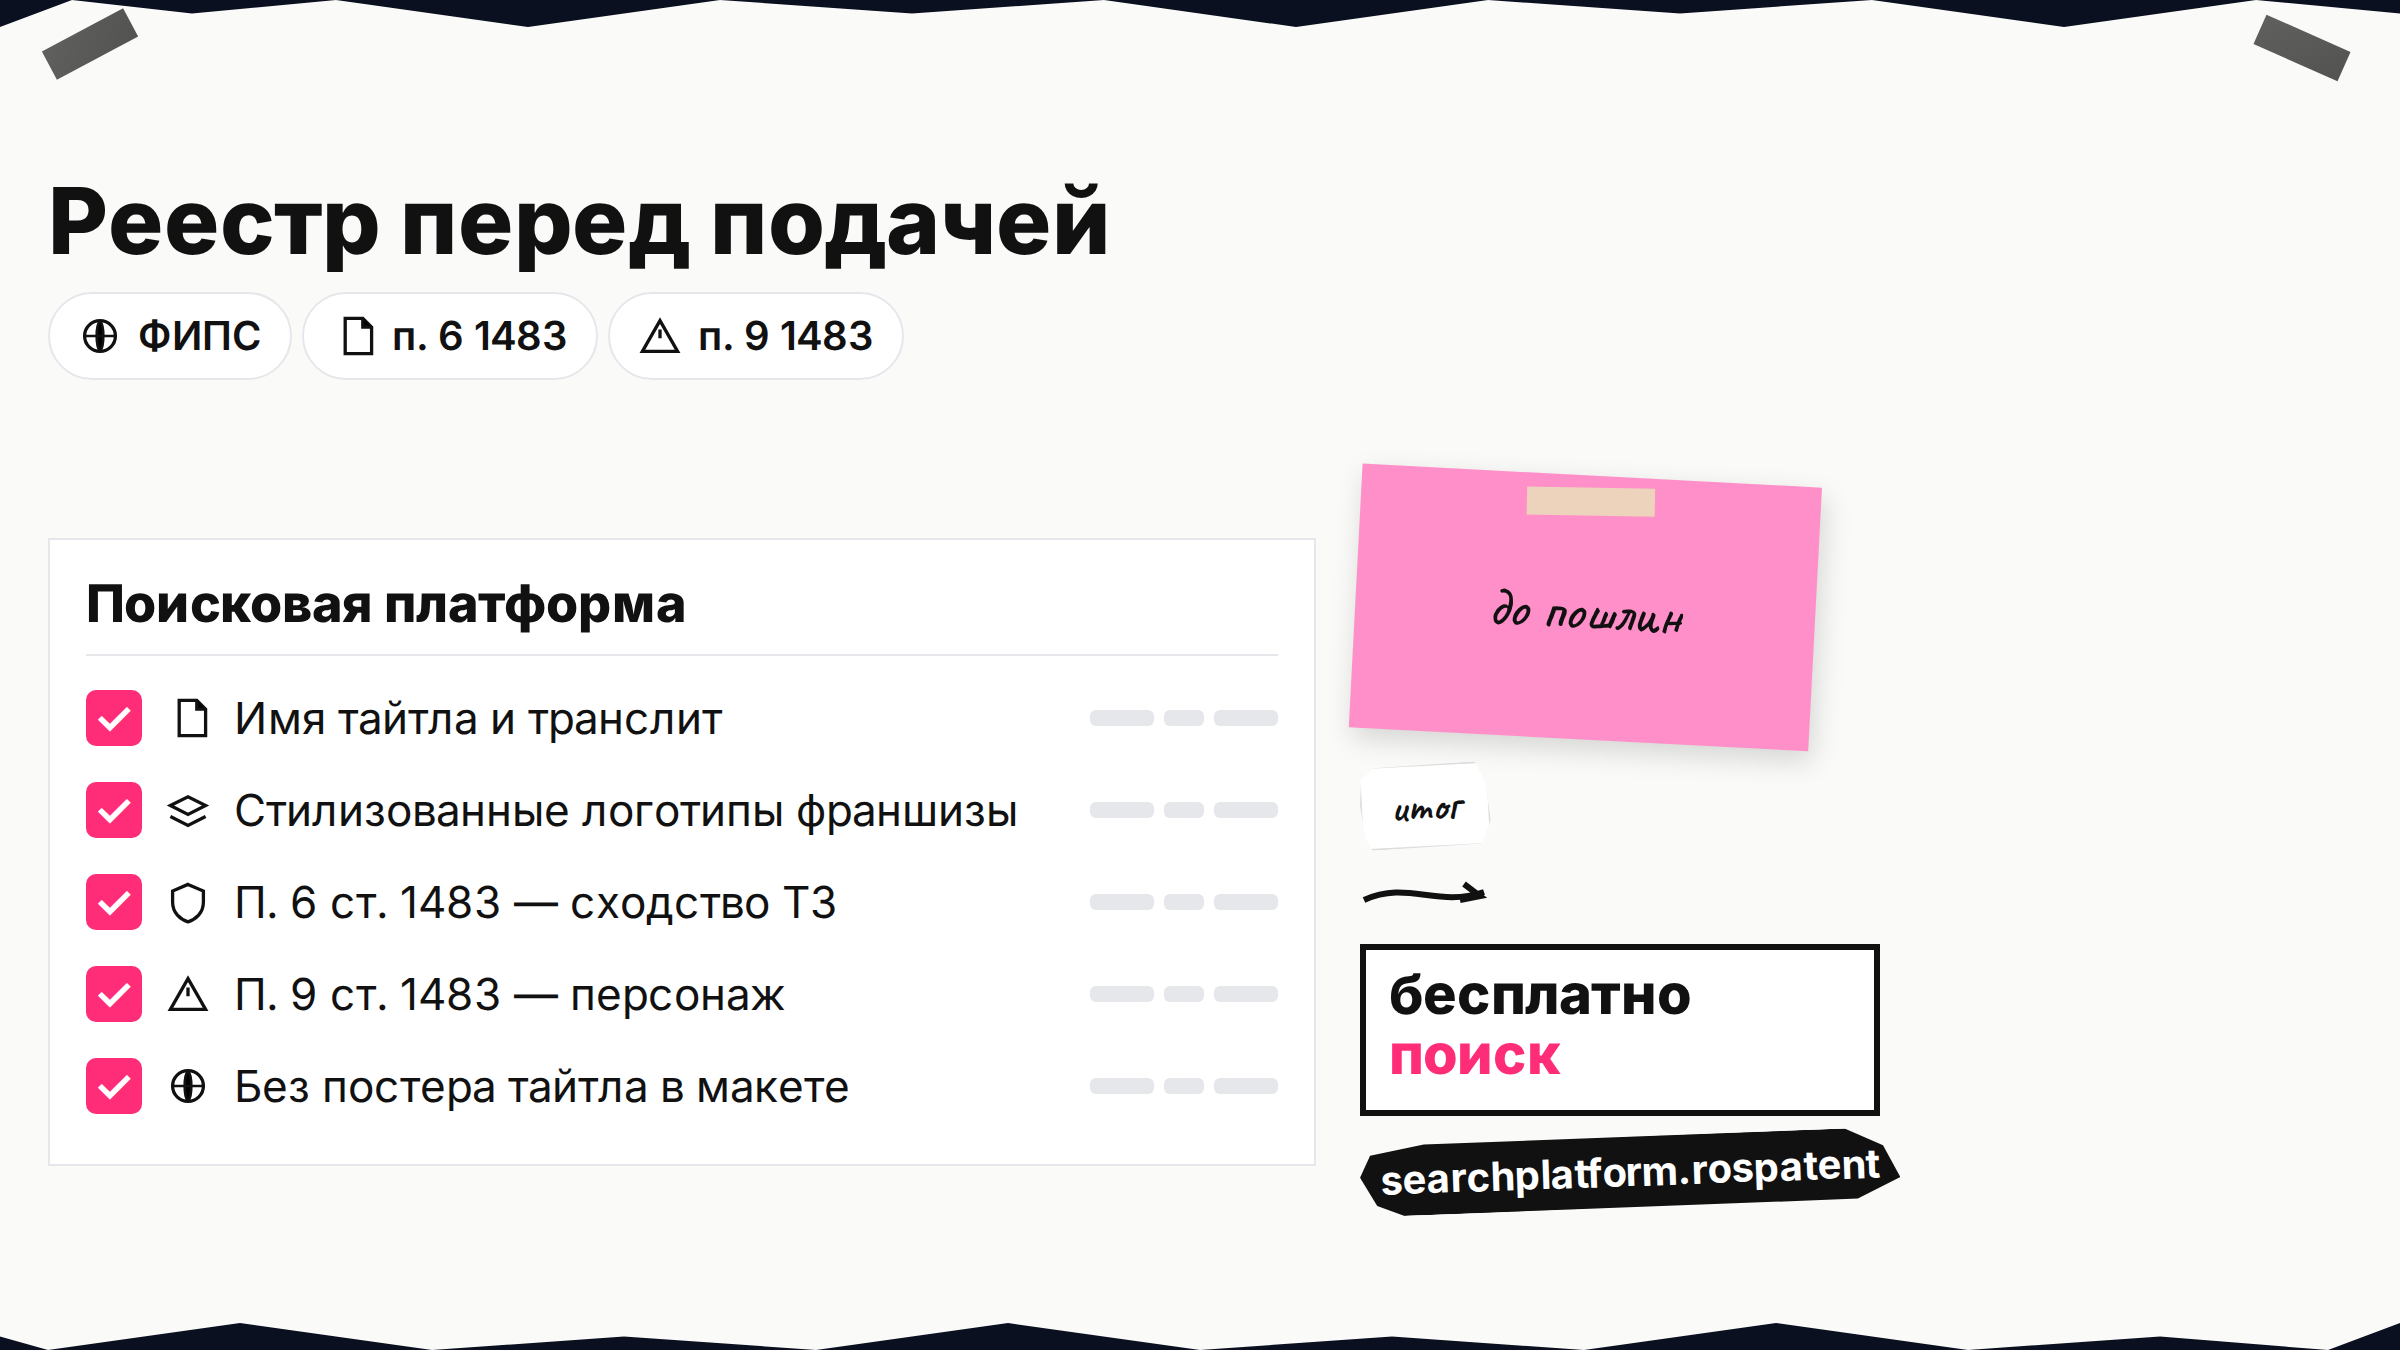 Реестр перед подачей
ФИПС
п. 6 1483
п. 9 1483
Поисковая платформа
Имя тайтла и транслит
Стилизованные логотипы франшизы
П. 6 ст. 1483 — сходство ТЗ
П. 9 ст. 1483 — персонаж
Без постера тайтла в макете
до пошлин
итог
бесплатно
поиск
searchplatform.rospatent